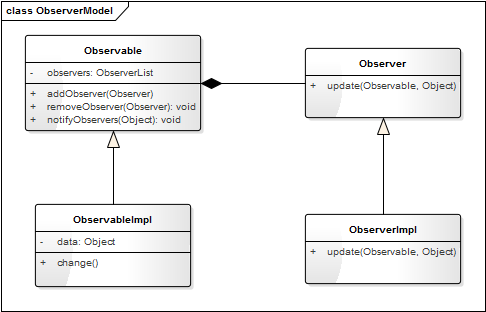 class ObserverModel
Observable
- observers: ObserverList
+ addObserver(Observer)
+ removeObserver(Observer): void
+ notifyObservers(Object): void
Observer
+ update(Observable, Object)
ObservableImpl
- data: Object
+ change()
ObserverImpl
+ update(Observable, Object)